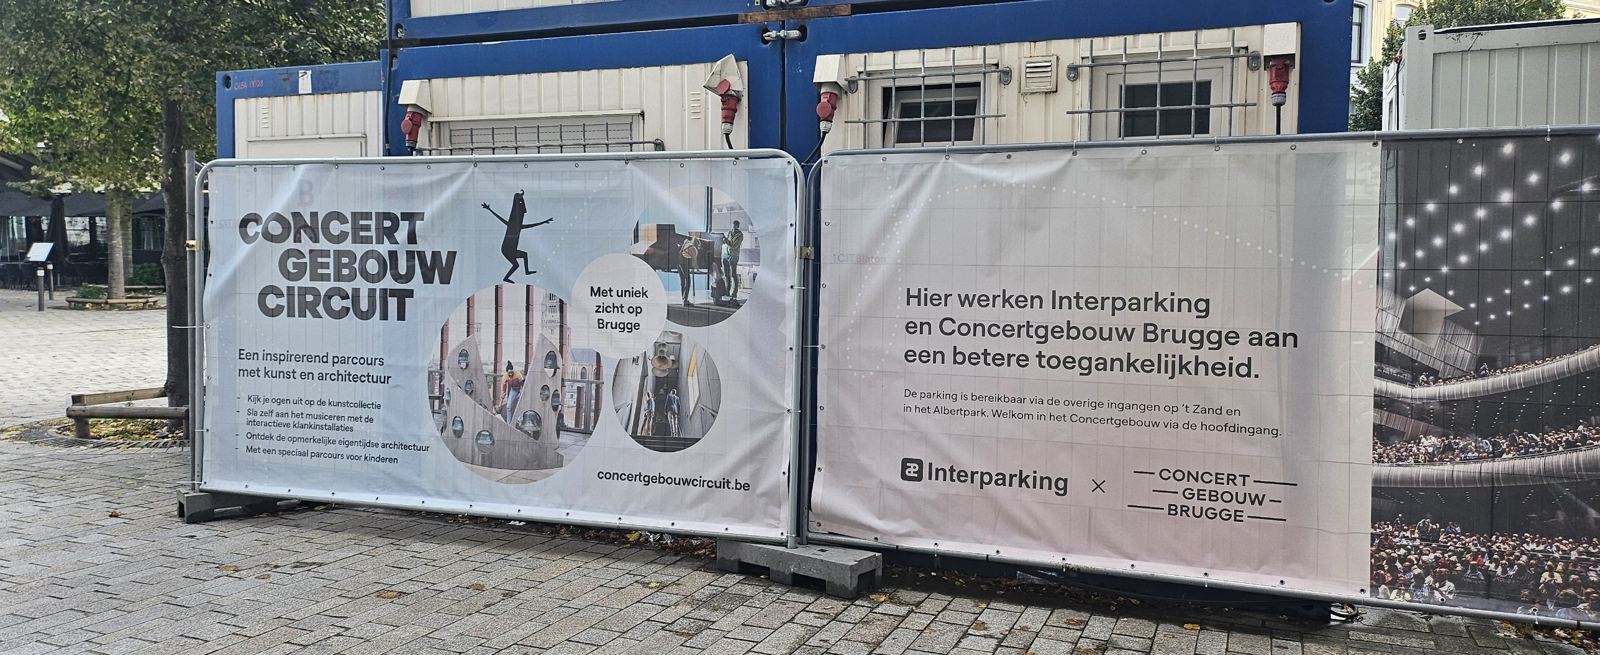 CONCERT
GEBOUW
CIRCUIT
Een inspirerend parcours
met kunst en architectuur
- Kijk je ogen uit op de kunstcollectie
- Sla zelf aan het musiceren met de
interactieve klankinstallaties
- Ontdek de opmerkelijke eigentijdse architectuur
- Met een speciaal parcours voor kinderen
Met uniek
zicht op
Brugge
concertgebouwcircuit.be
Hier werken Interparking
en Concertgebouw Brugge aan
een betere toegankelijkheid.
De parking is bereikbaar via de overige ingangen op 't Zand en
in het Albertpark. Welkom in het Concertgebouw via de hoofdingang.
Interparking ×
CONCERT
GEBOUW
BRUGGE